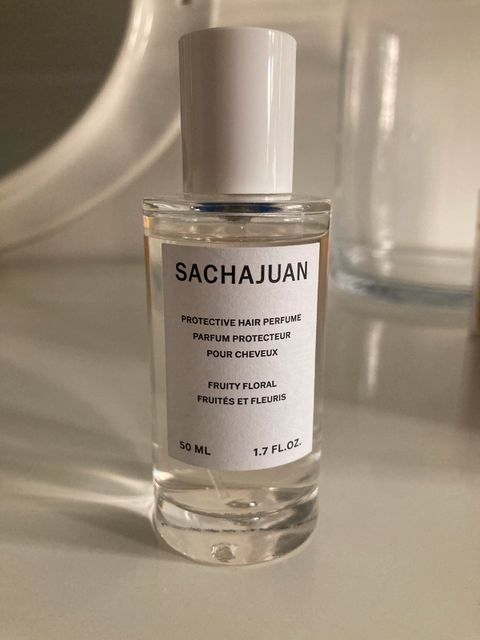 SACHAJUAN
PROTECTIVE HAIR PERFUME
PARFUM PROTECTEUR
POUR CHEVEUX
FRUITY FLORAL
FRUITÉS ET FLEURIS
50 ML 1.7 FL.OZ.